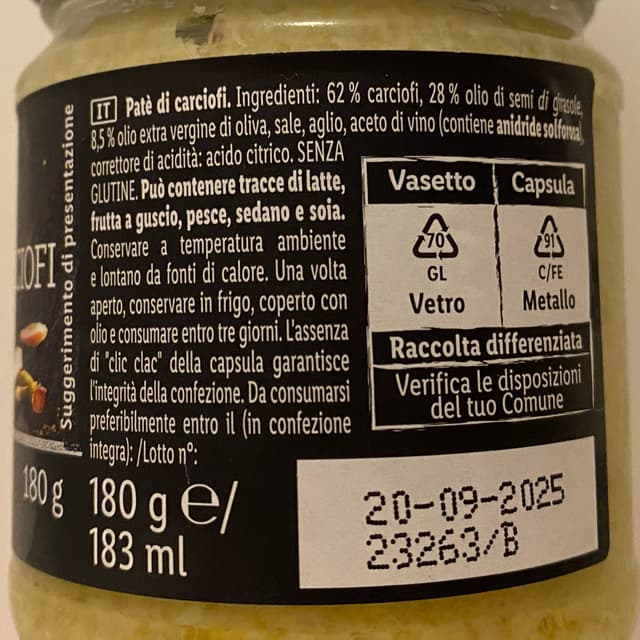 IT Patè di carciofi. Ingredienti: 62 % carciofi, 28 % olio di semi di girasole,
8,5 % olio extra vergine di oliva, sale, aglio, aceto di vino (contiene anidride solforosa),
correttore di acidità: acido citrico. SENZA
GLUTINE. Può contenere tracce di latte,
frutta a guscio, pesce, sedano e soia.
Conservare a temperatura ambiente
e lontano da fonti di calore. Una volta
aperto, conservare in frigo, coperto con
olio e consumare entro tre giorni. L'assenza
di "clic clac" della capsula garantisce
l'integrità della confezione. Da consumarsi
preferibilmente entro il (in confezione
integra): /Lotto n°:
180 g e/
183 ml
Vasetto Capsula
70 91
GL C/FE
Vetro Metallo
Raccolta differenziata
Verifica le disposizioni
del tuo Comune
20-09-2025
23263/B
Suggerimento di presentazione
CIOFI
180 g